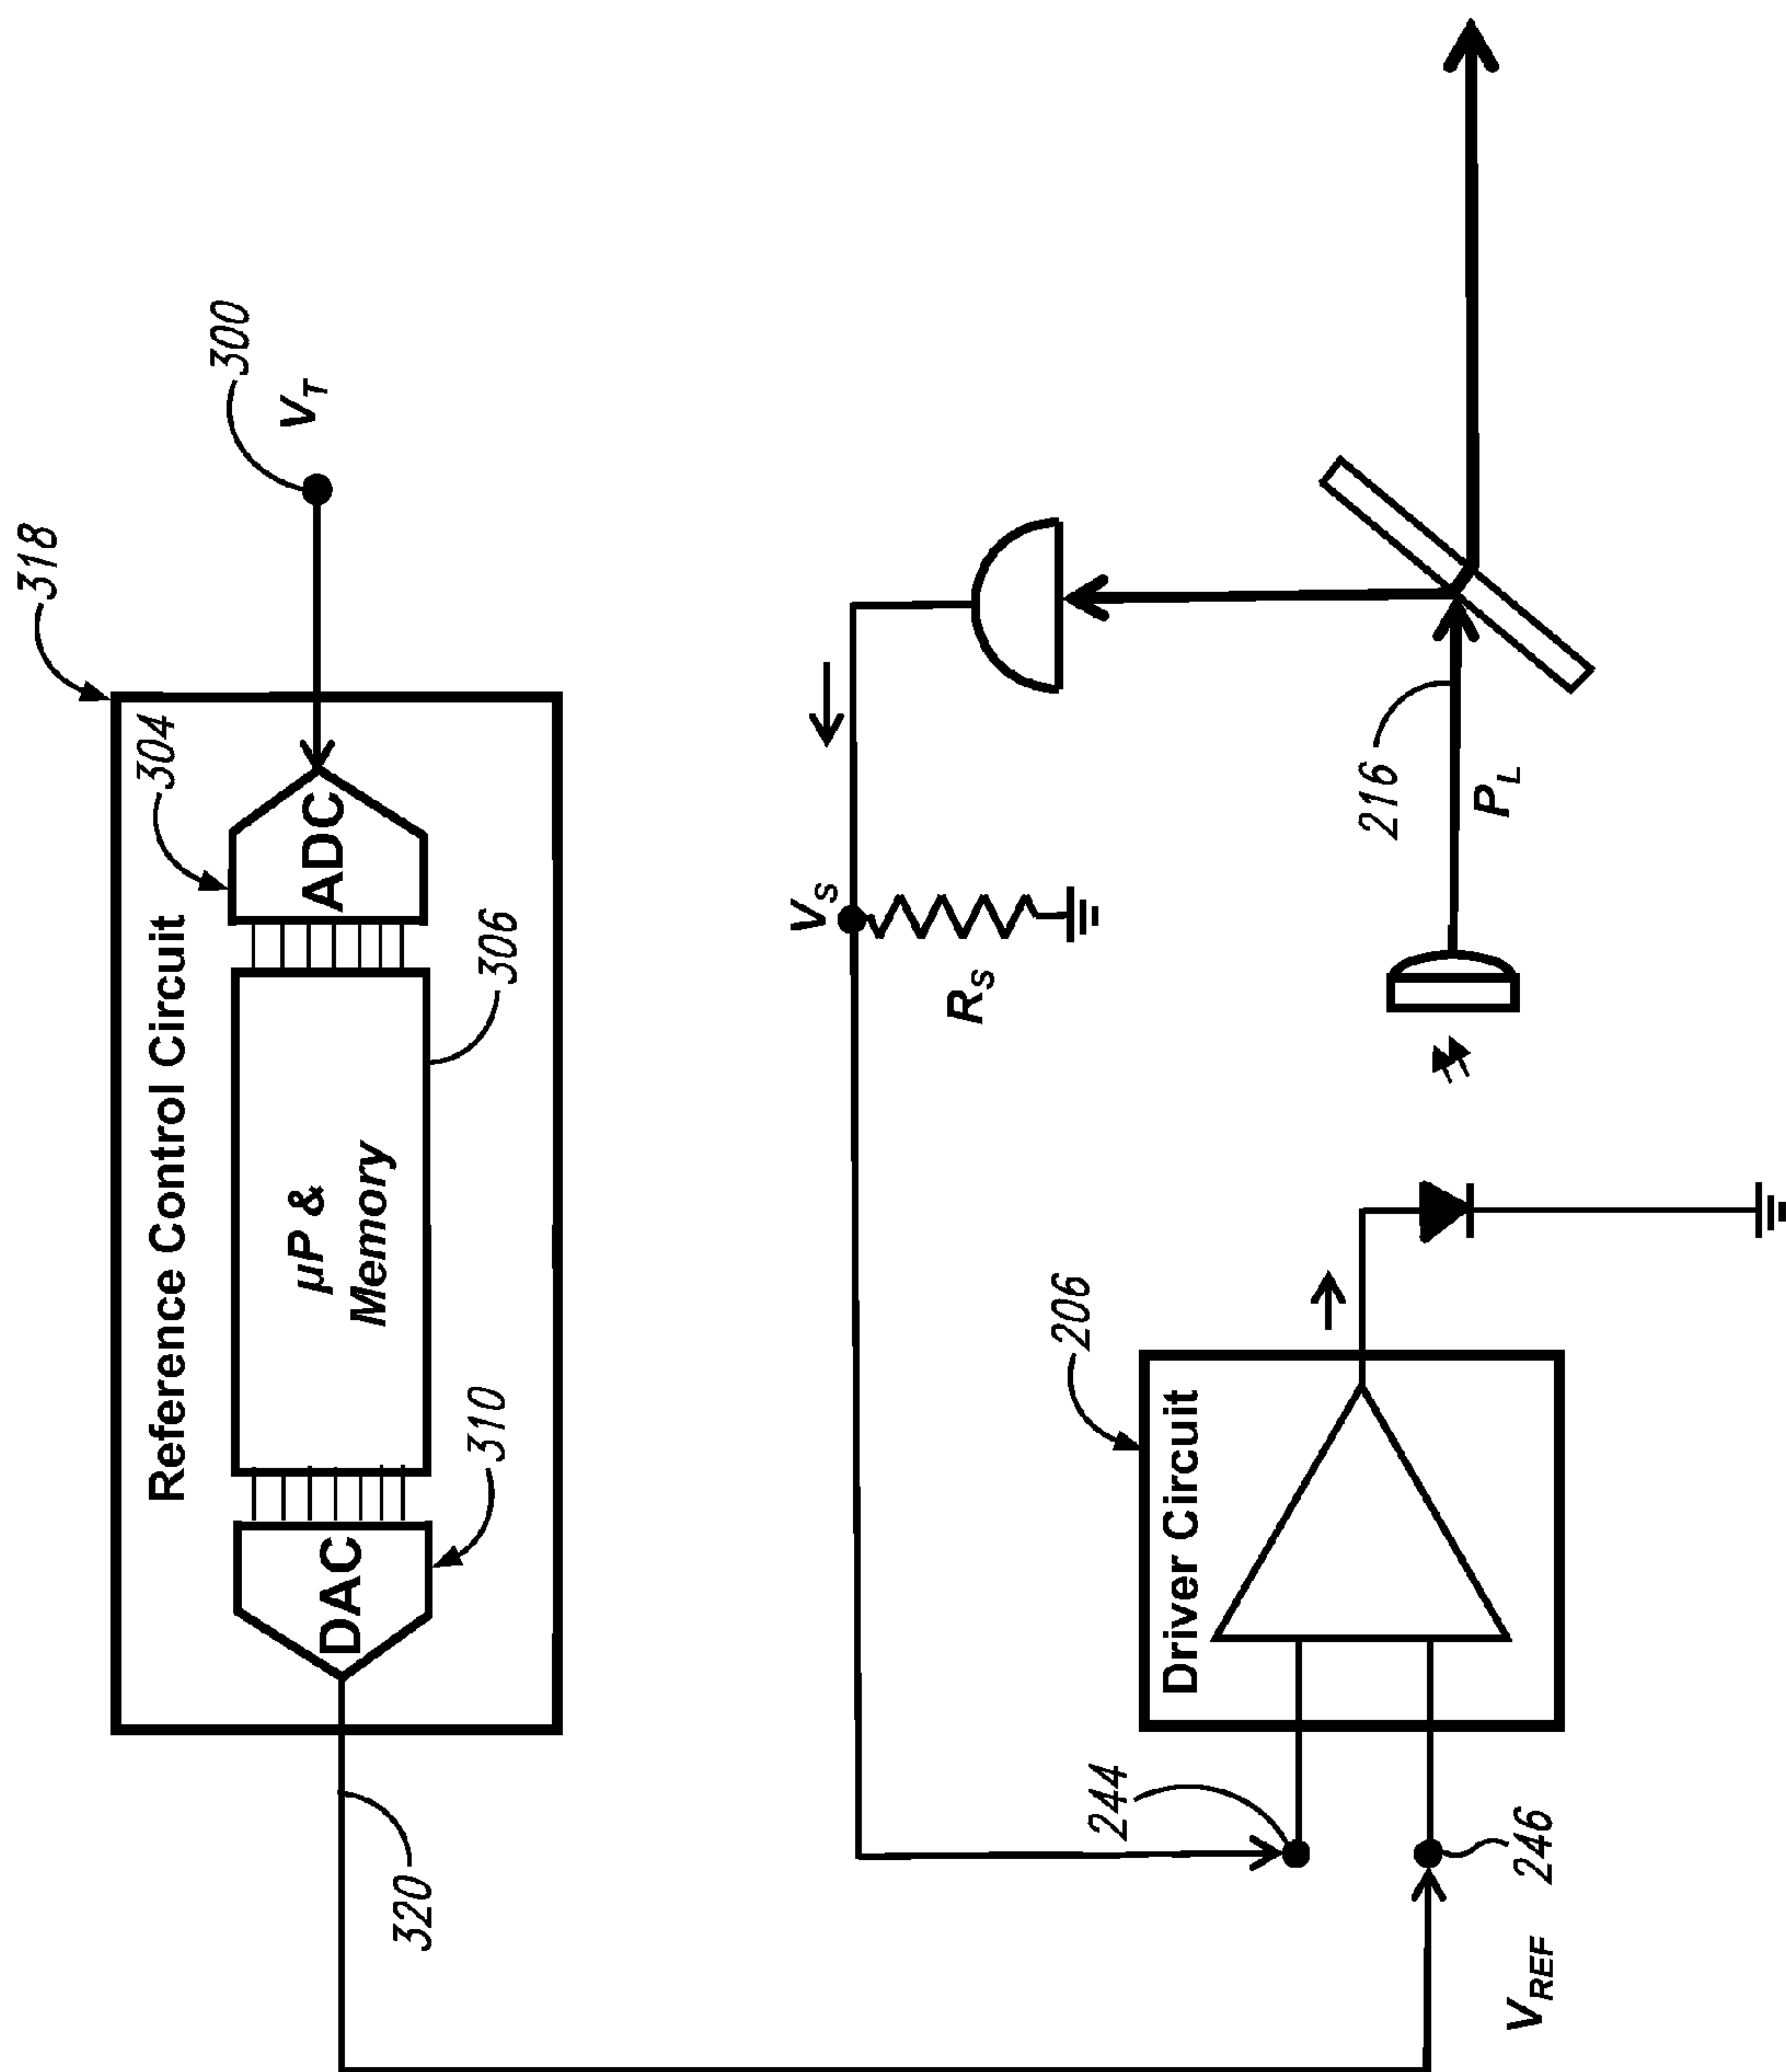 318
300
V_T
Reference Control Circuit
304
DAC
µP &
Memory
ADC
310
306
320
V_S
R_S
244
206
Driver Circuit
216
P_L
V_REF
246